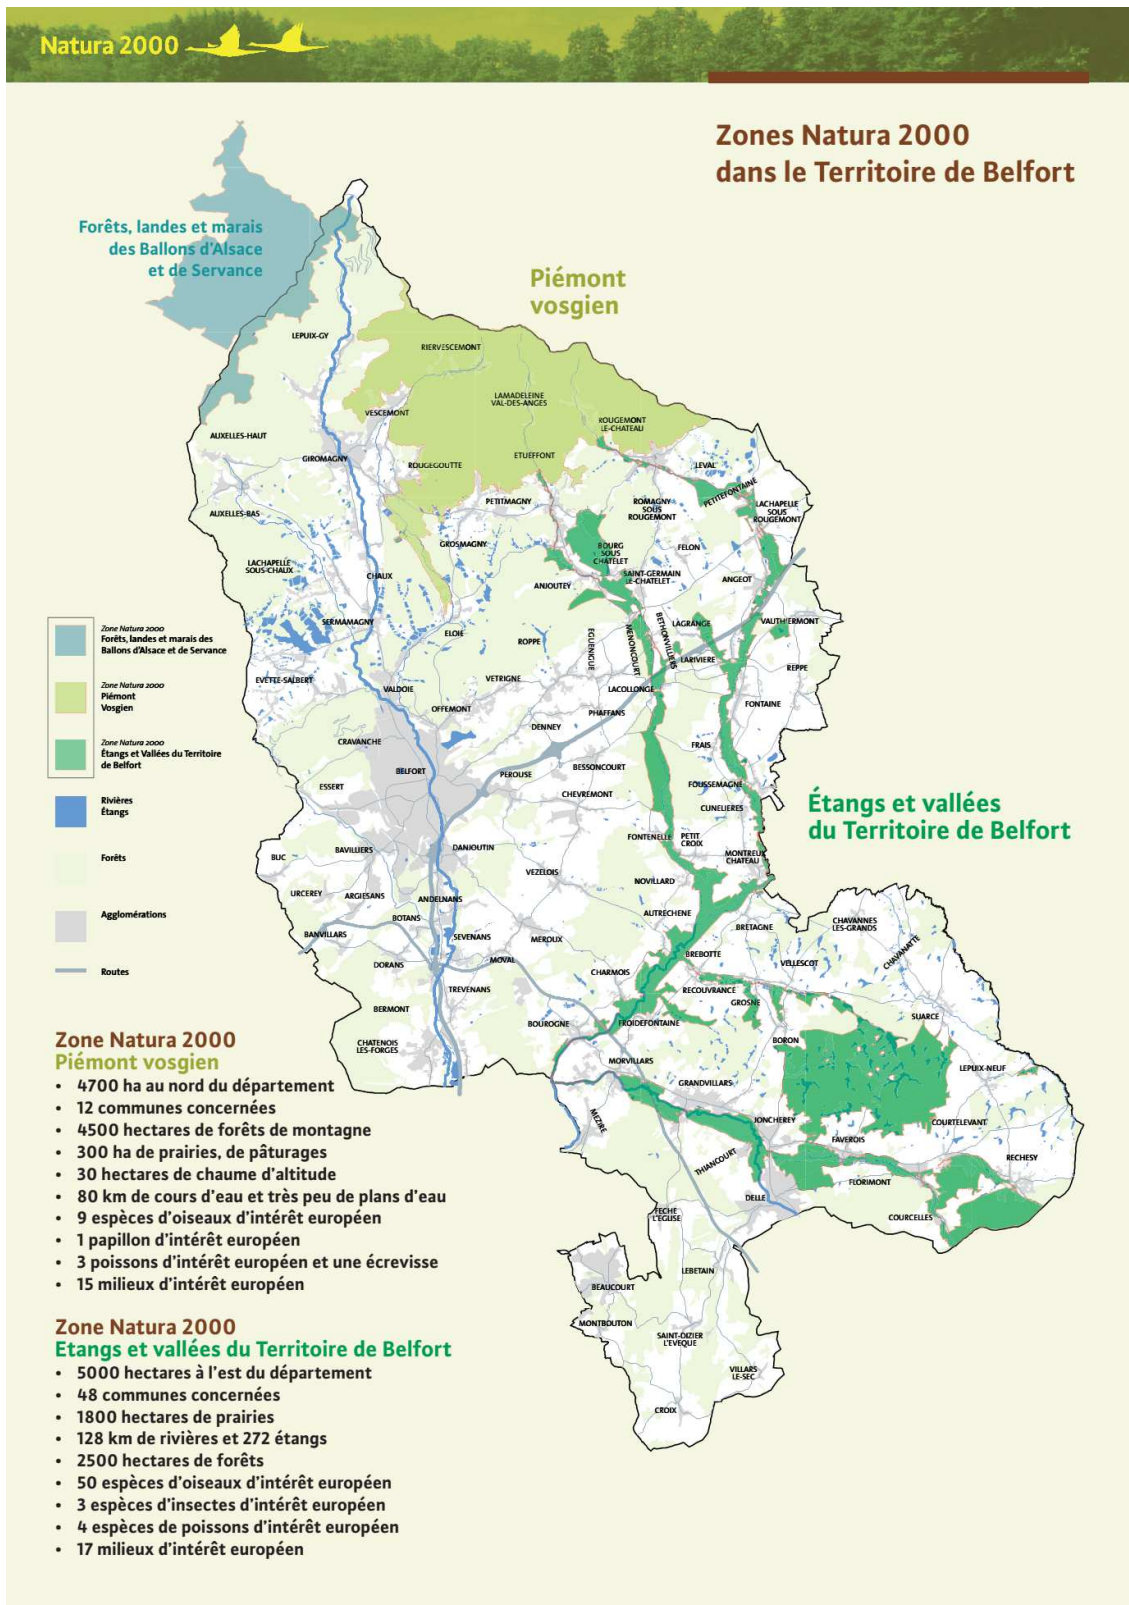 Natura 2000
Zones Natura 2000
dans le Territoire de Belfort
Forêts, landes et marais
des Ballons d'Alsace
et de Servance
Piémont
vosgien
LEPUIX-GY
RIERVESCEMONT
LAMADELEINE
VAL-DES-ANGES
VESCEMONT
ROUGEMONT
LE-CHATEAU
AUXELLES-HAUT
GIROMAGNY
ROUGEGOUTTE
ETUEFFONT
LEVAL
PETITEFONTAINE
PETITMAGNY
ROMAGNY
SOUS
ROUGEMONT
LACHAPELLE
SOUS
ROUGEMONT
AUXELLES-BAS
GROSMAGNY
BOURG
SOUS
CHATELET
FELON
LACHAPELLE
SOUS-CHAUX
CHAUX
ANJOUTEY
SAINT-GERMAIN
LE-CHATELET
ANGEOT
SERMAMAGNY
ELOIE
ROPPE
EGUENIGUE
MENONCOURT
BETHONVILLIERS
LAGRANGE
VAUTHIERMONT
LARIVIERE
REPPE
EVETTE-SALBERT
VALDOIE
VETRIGNE
LACOLLONGE
OFFEMONT
PHAFFANS
FONTAINE
DENNEY
CRAVANCHE
FRAIS
BELFORT
PEROUSE
BESSONCOURT
ESSERT
CHEVREMONT
FOUSSEMAGNE
CUNELIERES
Étangs et vallées
du Territoire de Belfort
FONTENELLE
PETIT
CROIX
BAVILLIERS
DANJOUTIN
BUC
MONTREUX
CHATEAU
VEZELOIS
NOVILLARD
URCEREY
ARGIESANS
ANDELNANS
BOTANS
AUTRECHENE
BRETAGNE
CHAVANNES
LES-GRANDS
BANVILLARS
SEVENANS
MEROUX
CHAVANATTE
DORANS
MOVAL
BREBOTTE
VELLESCOT
CHARMOIS
TREVENANS
RECOUVRANCE
GROSNE
BERMONT
BOUROGNE
FROIDEFONTAINE
SUARCE
CHATENOIS
LES-FORGES
BORON
MORVILLARS
LEPUIX-NEUF
GRANDVILLARS
MEZIRE
JONCHEREY
COURTELEVANT
FAVEROIS
THIANCOURT
RECHESY
FLORIMONT
DELLE
FECHE
L'EGLISE
COURCELLES
LEBETAIN
BEAUCOURT
MONTBOUTON
SAINT-DIZIER
L'EVEQUE
VILLARS
LE-SEC
CROIX
Zone Natura 2000
Forêts, landes et marais des
Ballons d'Alsace et de Servance
Zone Natura 2000
Piémont
Vosgien
Zone Natura 2000
Étangs et Vallées du Territoire
de Belfort
Rivières
Étangs
Forêts
Agglomérations
Routes
Zone Natura 2000
Piémont vosgien
• 4700 ha au nord du département
• 12 communes concernées
• 4500 hectares de forêts de montagne
• 300 ha de prairies, de pâturages
• 30 hectares de chaume d'altitude
• 80 km de cours d'eau et très peu de plans d'eau
• 9 espèces d'oiseaux d'intérêt européen
• 1 papillon d'intérêt européen
• 3 poissons d'intérêt européen et une écrevisse
• 15 milieux d'intérêt européen
Zone Natura 2000
Etangs et vallées du Territoire de Belfort
• 5000 hectares à l'est du département
• 48 communes concernées
• 1800 hectares de prairies
• 128 km de rivières et 272 étangs
• 2500 hectares de forêts
• 50 espèces d'oiseaux d'intérêt européen
• 3 espèces d'insectes d'intérêt européen
• 4 espèces de poissons d'intérêt européen
• 17 milieux d'intérêt européen